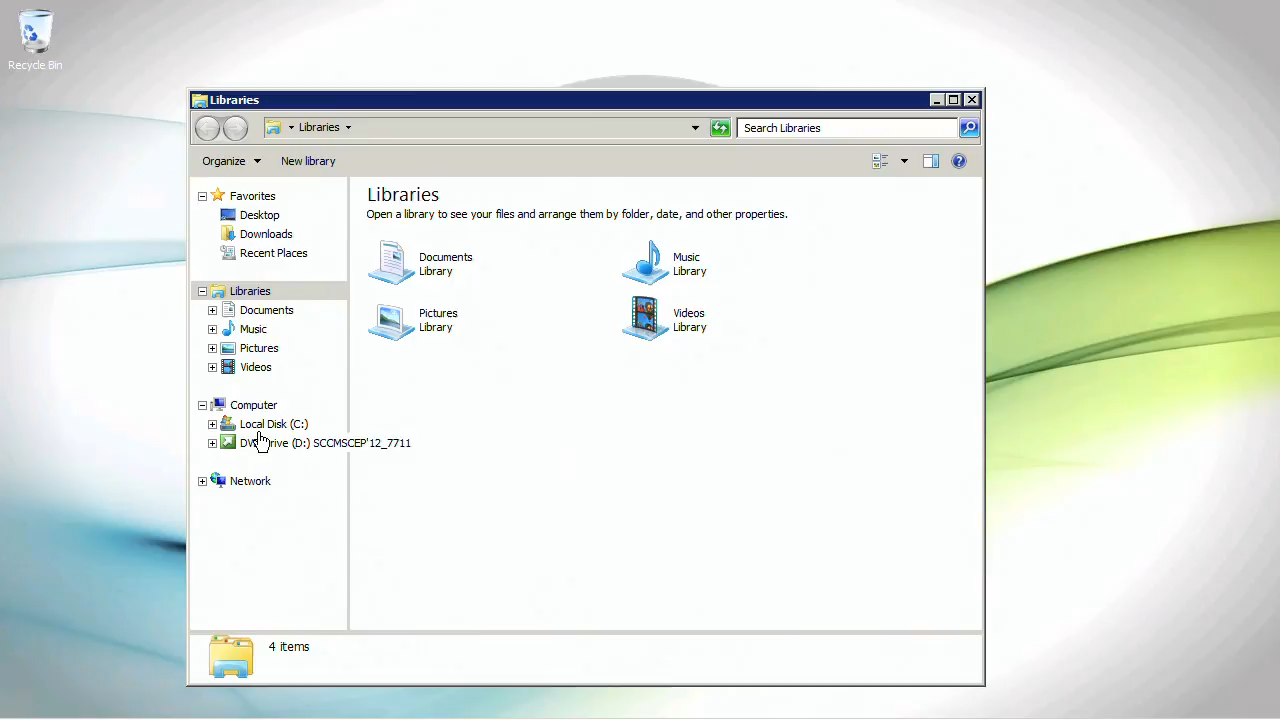 Recycle Bin
Libraries
Libraries
Search Libraries
Organize
New library
Favorites
Desktop
Downloads
Recent Places
Libraries
Documents
Music
Pictures
Videos
Computer
Local Disk (C:)
Drive (D:) SCCMSCEP'12_7711
Network
Libraries
Open a library to see your files and arrange them by folder, date, and other properties.
Documents
Library
Music
Library
Pictures
Library
Videos
Library
4 items